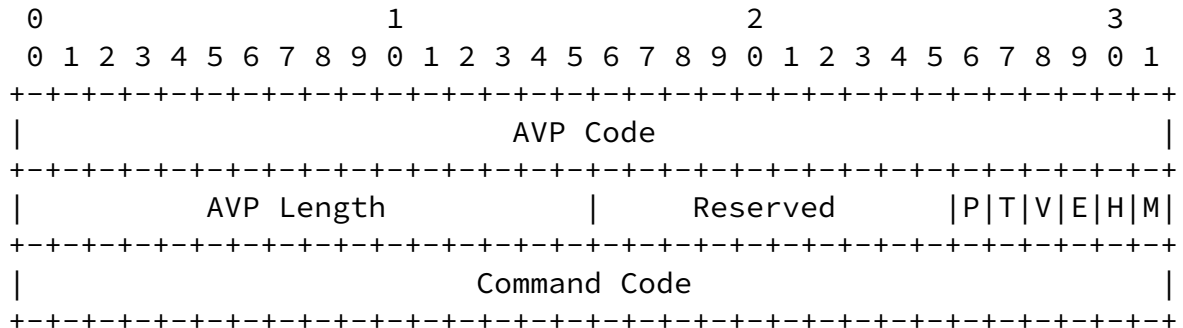 0                   1                   2                   3
 0 1 2 3 4 5 6 7 8 9 0 1 2 3 4 5 6 7 8 9 0 1 2 3 4 5 6 7 8 9 0 1
+-+-+-+-+-+-+-+-+-+-+-+-+-+-+-+-+-+-+-+-+-+-+-+-+-+-+-+-+-+-+-+-+
|                           AVP Code                            |
+-+-+-+-+-+-+-+-+-+-+-+-+-+-+-+-+-+-+-+-+-+-+-+-+-+-+-+-+-+-+-+-+
|          AVP Length           |     Reserved      |P|T|V|E|H|M|
+-+-+-+-+-+-+-+-+-+-+-+-+-+-+-+-+-+-+-+-+-+-+-+-+-+-+-+-+-+-+-+-+
|                         Command Code                          |
+-+-+-+-+-+-+-+-+-+-+-+-+-+-+-+-+-+-+-+-+-+-+-+-+-+-+-+-+-+-+-+-+